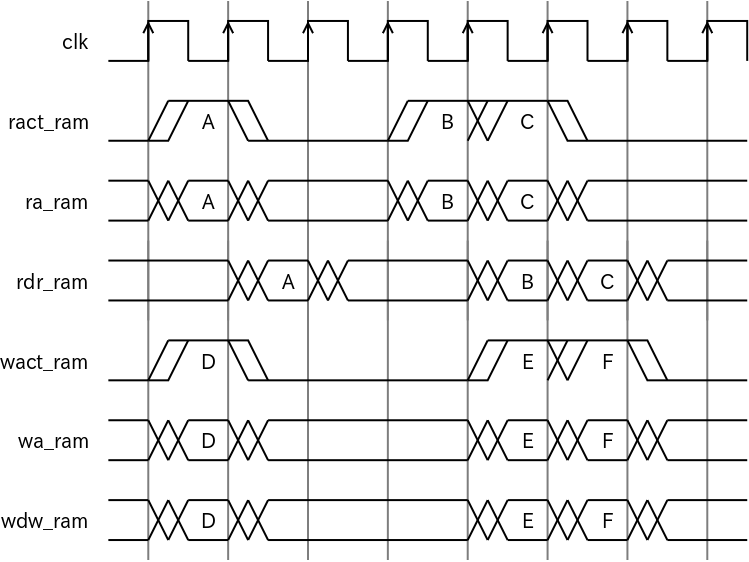 clk
ract_ram A B C
ra_ram A B C
rdr_ram A B C
wact_ram D E F
wa_ram D E F
wdw_ram D E F